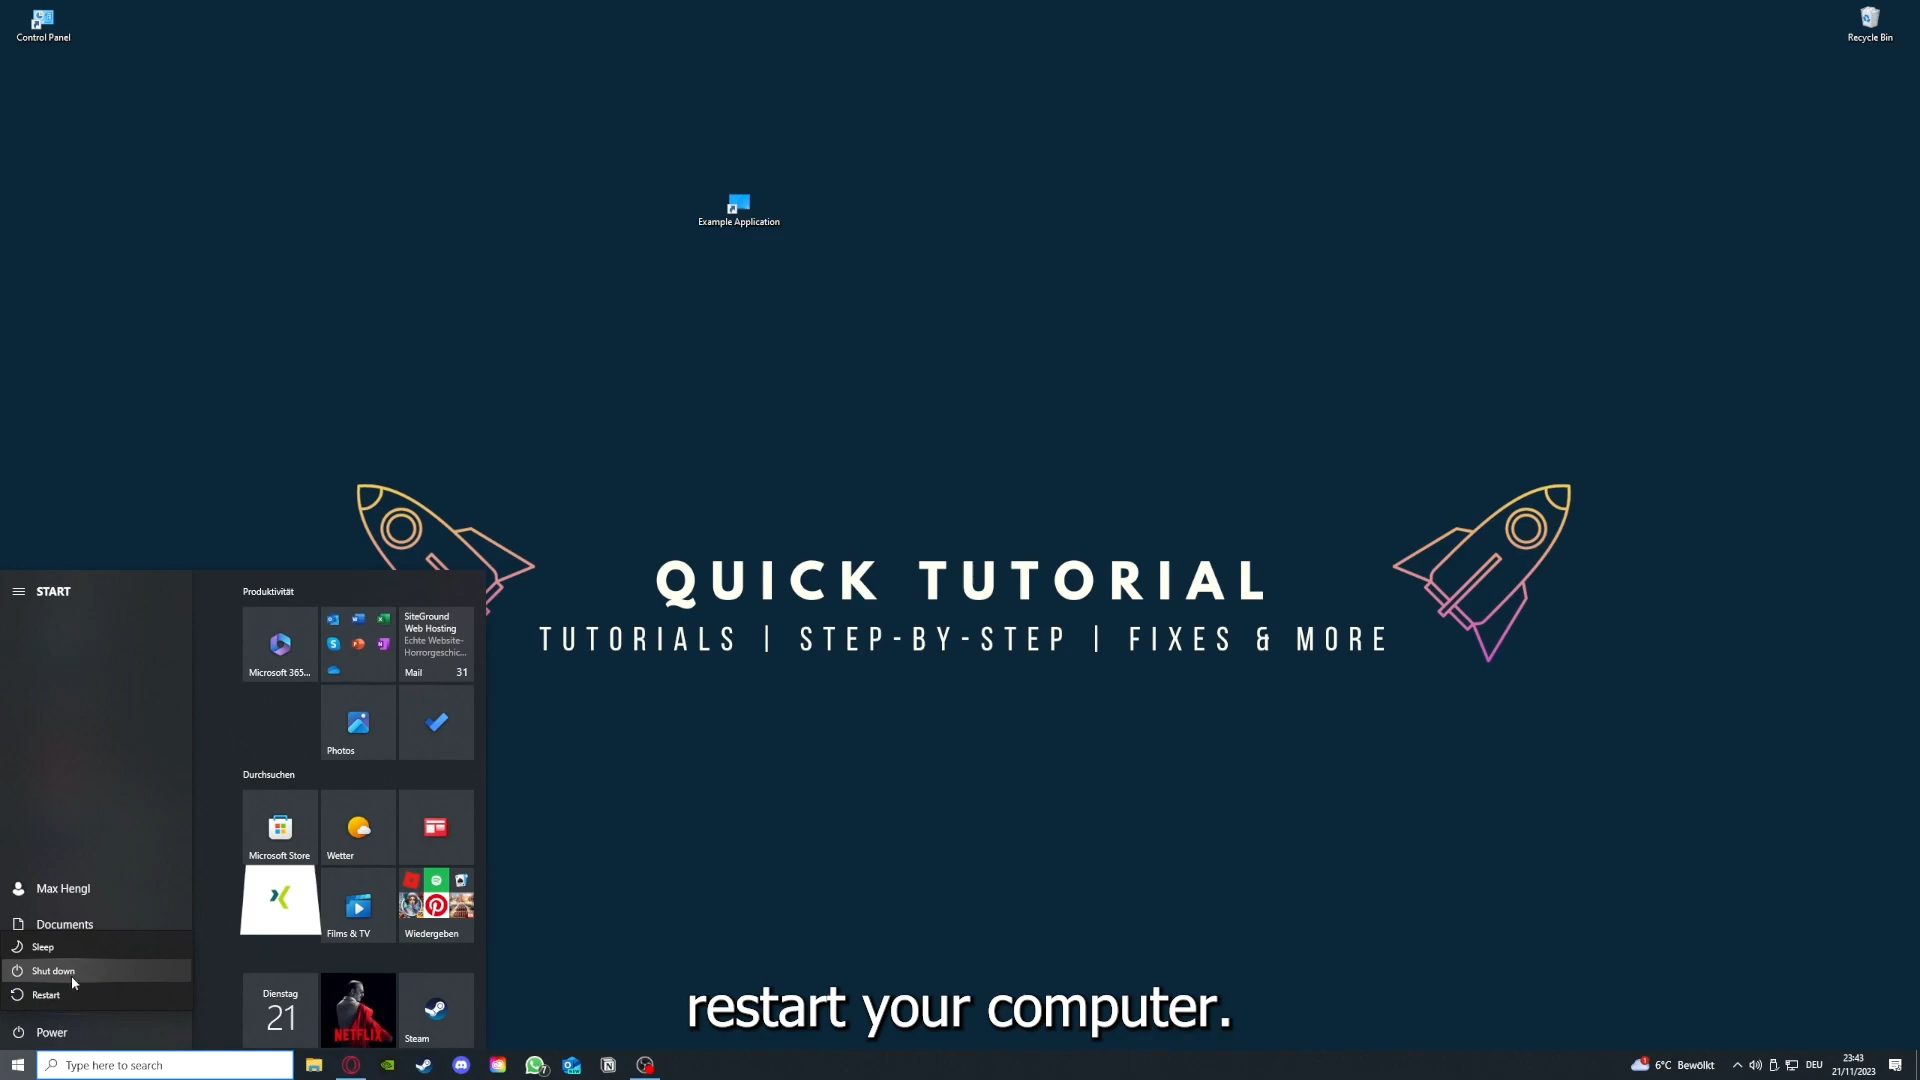 Control Panel
Recycle Bin
Example Application
QUICK TUTORIAL
TUTORIALS | STEP-BY-STEP | FIXES & MORE
START
Produktivität
Microsoft 365...
SiteGround
Web Hosting
Echte Website-
Horrorgeschic...
Mail 31
Photos
Durchsuchen
Microsoft Store
Wetter
Films & TV
Wiedergeben
Max Hengl
Documents
Sleep
Shut down
Restart
Power
Dienstag
21
NETFLIX
Steam
restart your computer.
Type here to search
7
1
6°C Bewölkt
DEU
23:43
21/11/2023